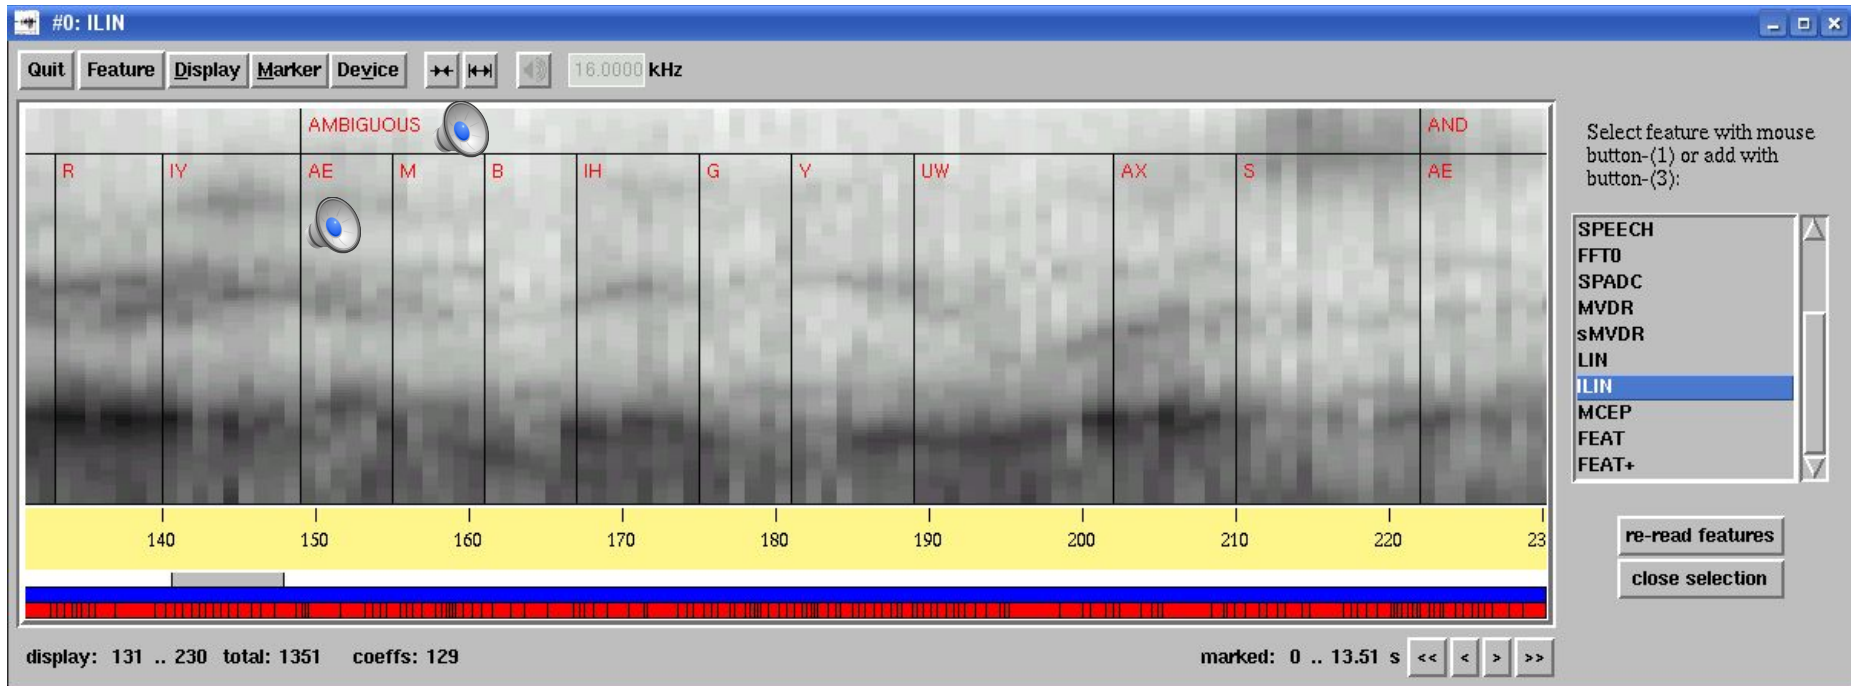 #0: ILIN
Quit Feature Display Marker Device 16.0000 kHz
AMBIGUOUS AND
R IY AE M B IH G Y UW AX S AE
140 150 160 170 180 190 200 210 220 23
display: 131 .. 230 total: 1351 coeffs: 129
marked: 0 .. 13.51 s << < > >>
Select feature with mouse
button-(1) or add with
button-(3):
SPEECH
FFT0
SPADC
MVDR
sMVDR
LIN
ILIN
MCEP
FEAT
FEAT+
re-read features
close selection